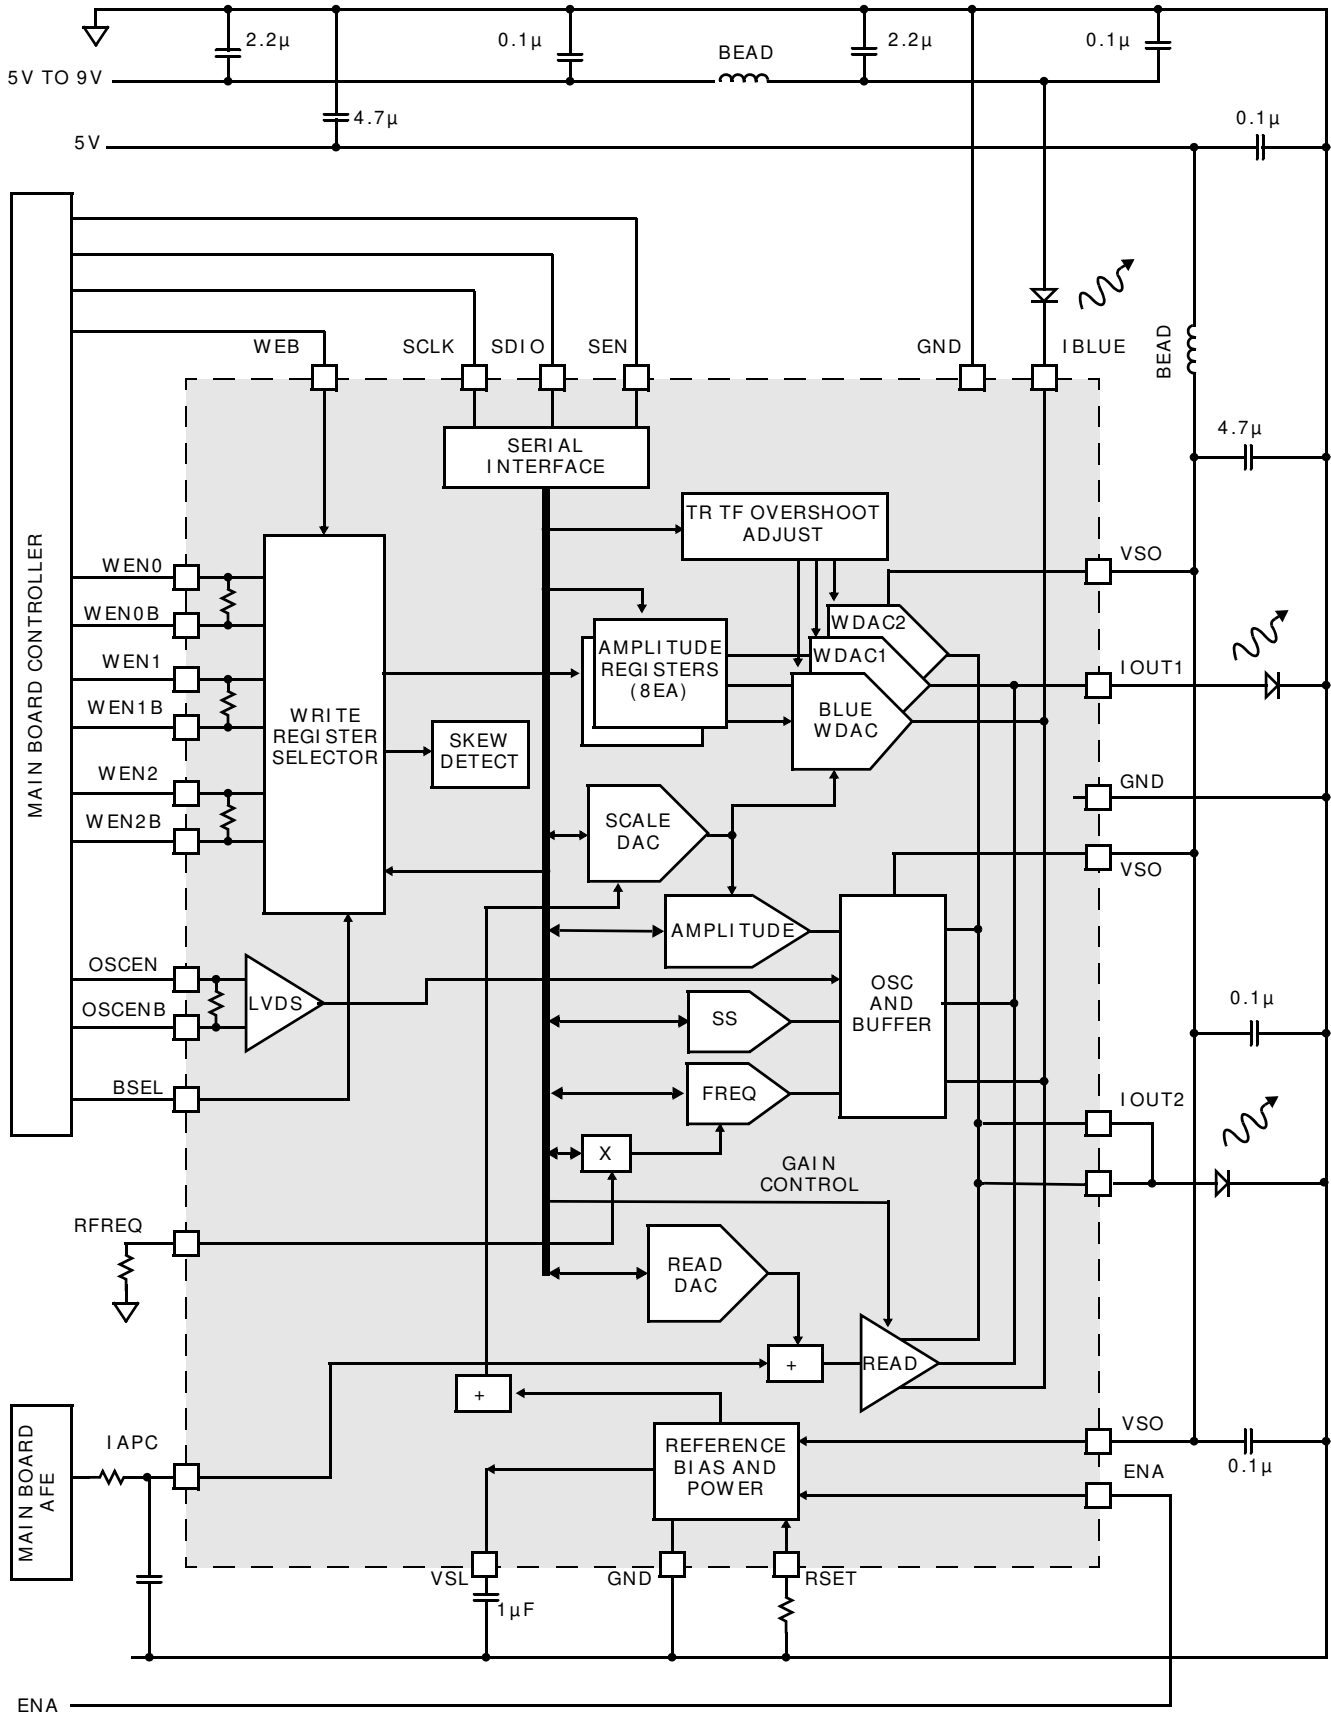 2.2µ
0.1µ
BEAD
2.2µ
0.1µ
5V TO 9V
4.7µ
0.1µ
5V
WEB
SCLK
SDIO
SEN
GND
IBLUE
BEAD
4.7µ
SERIAL
INTERFACE
TR TF OVERSHOOT
ADJUST
MAIN BOARD CONTROLLER
WEN0
WEN0B
WEN1
WEN1B
WEN2
WEN2B
WRITE
REGISTER
SELECTOR
SKEW
DETECT
AMPLITUDE
REGISTERS
(8EA)
WDAC2
WDAC1
BLUE
WDAC
VSO
IOUT1
GND
VSO
SCALE
DAC
AMPLITUDE
OSCEN
OSCENB
LVDS
BSEL
SS
FREQ
OSC
AND
BUFFER
0.1µ
IOUT2
X
GAIN
CONTROL
RFREQ
READ
DAC
+
READ
+
MAIN BOARD
AFE
IAPC
REFERENCE
BIAS AND
POWER
VSO
0.1µ
ENA
VSL
1µF
GND
RSET
ENA